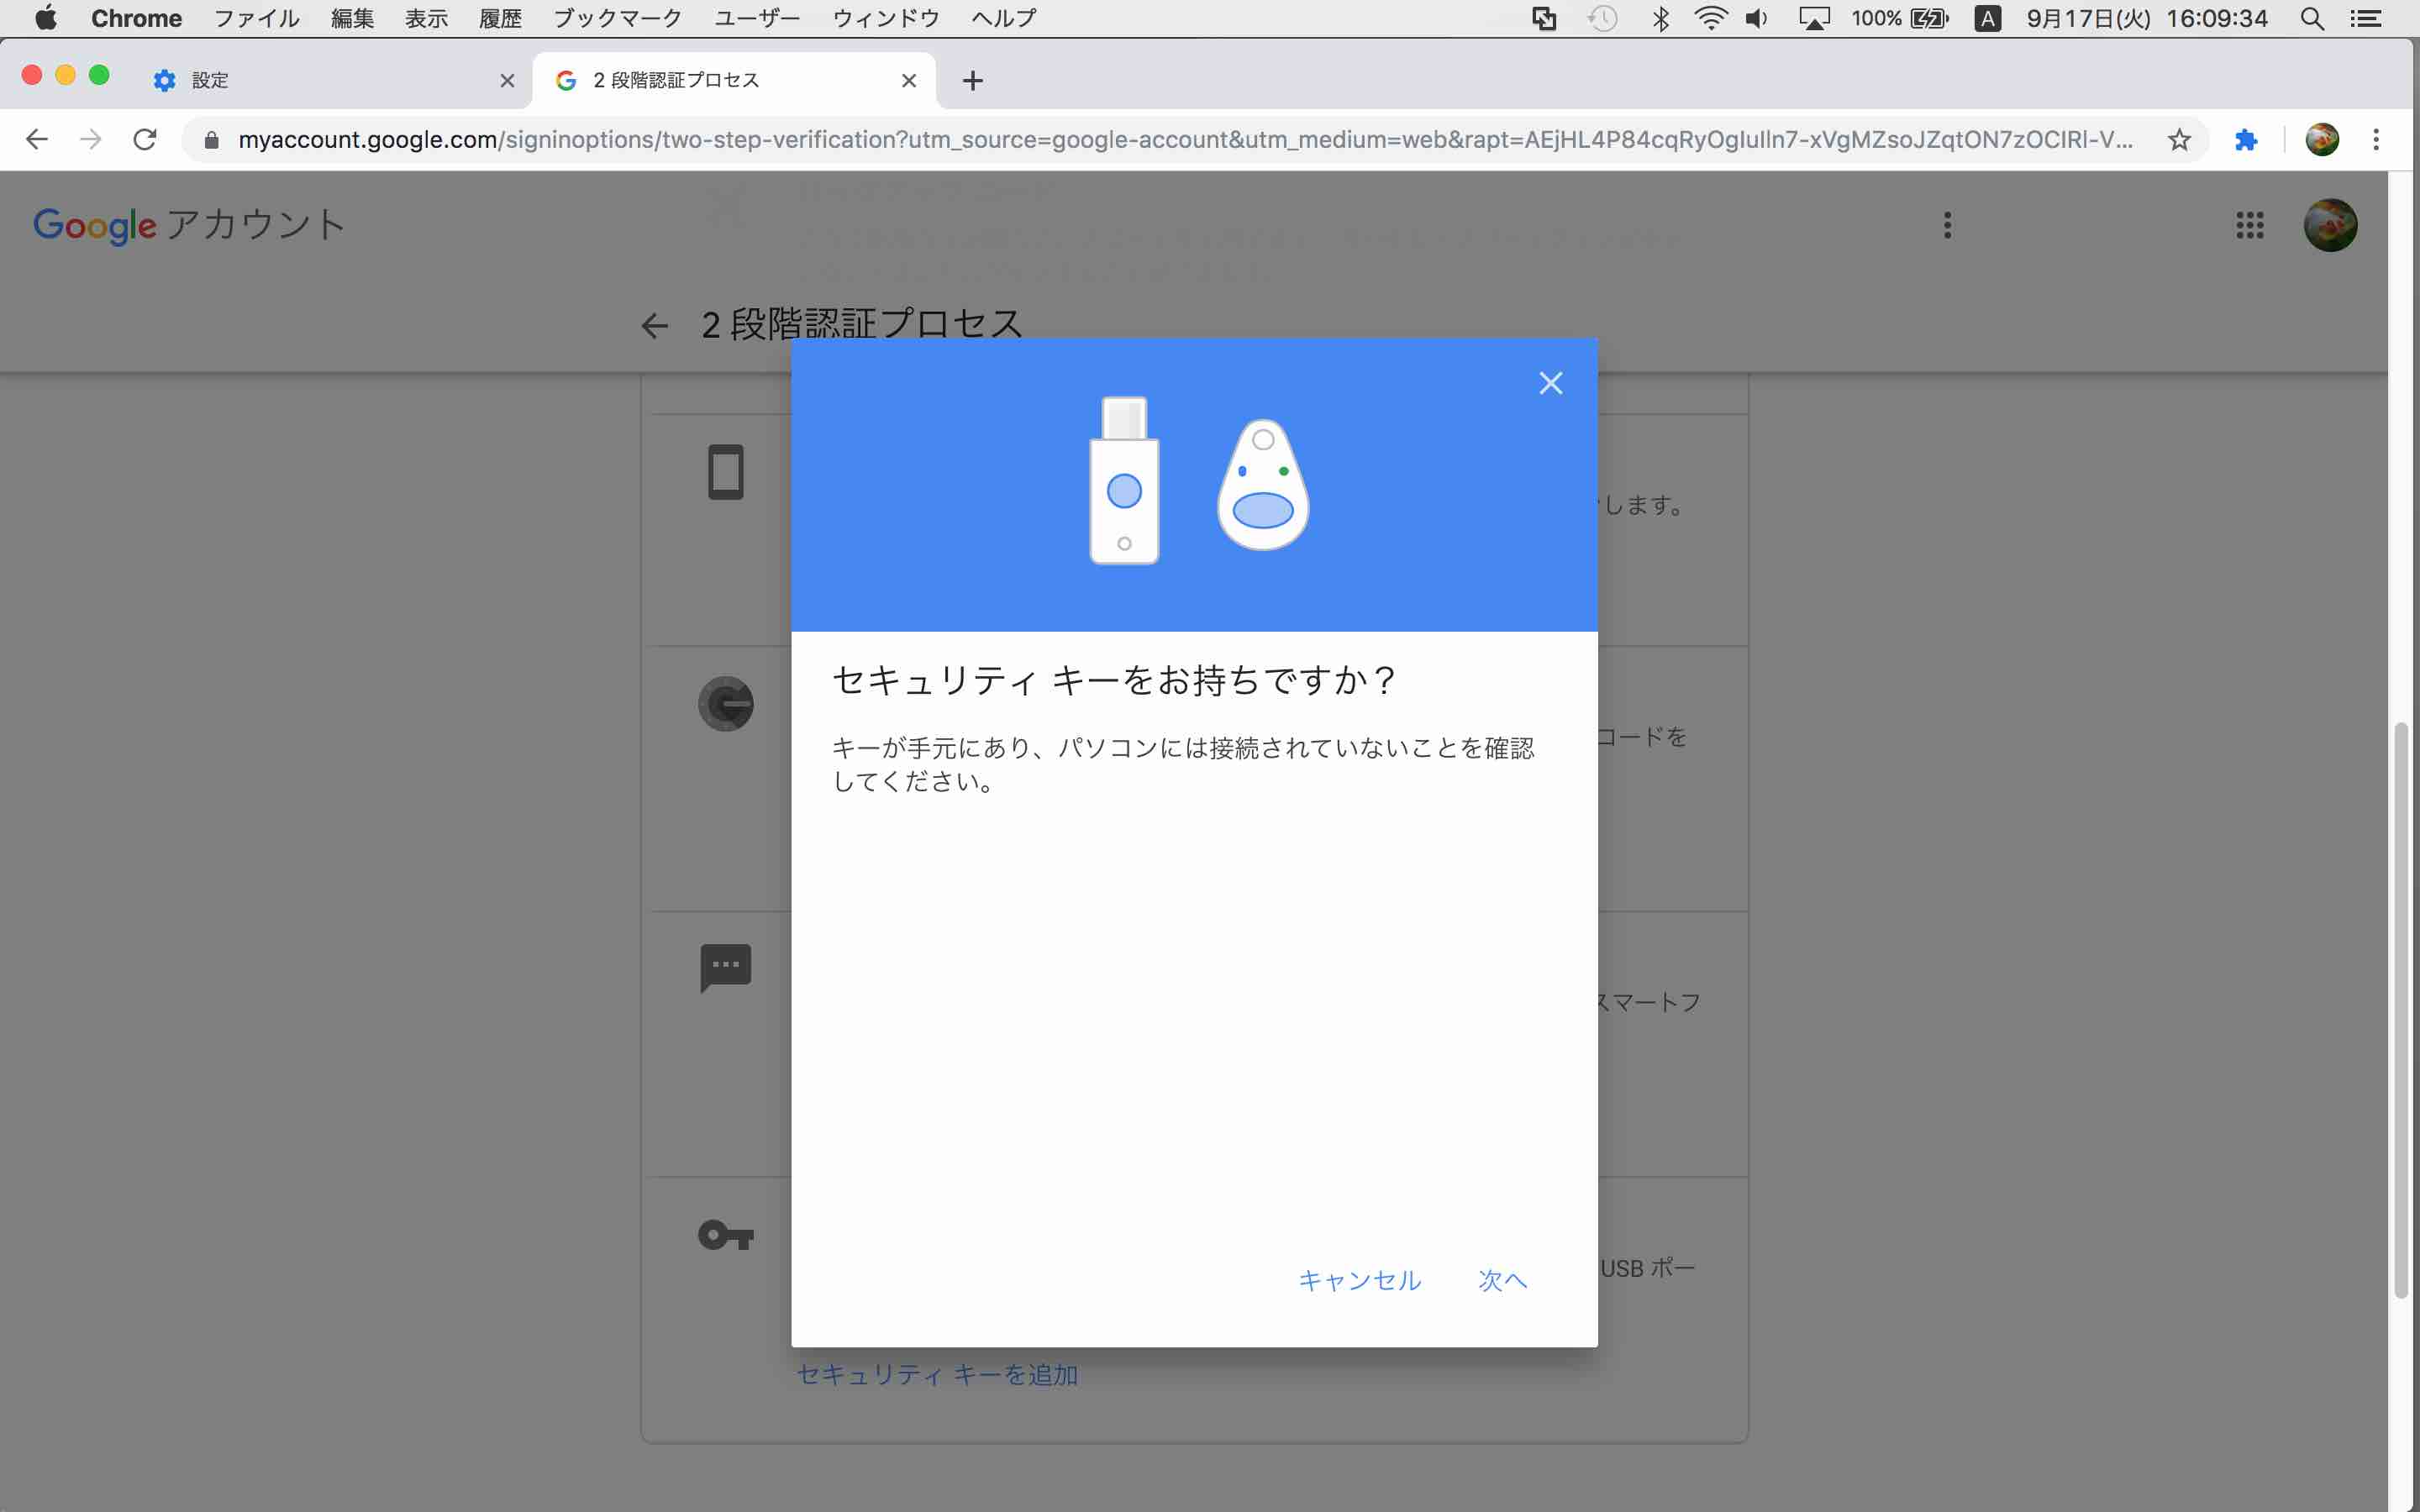 Chrome ファイル 編集 表示 履歴 ブックマーク ユーザー ウィンドウ ヘルプ 100% A 9月17日(火) 16:09:34
設定 2 段階認証プロセス
myaccount.google.com/signinoptions/two-step-verification?utm_source=google-account&utm_medium=web&rapt=AEjHL4P84cqRyOgIuIln7-xVgMZsoJZqtON7zOCIRl-V...
Google アカウント
2 段階認証プロセス
します。
セキュリティ キーをお持ちですか？
コードを
キーが手元にあり、パソコンには接続されていないことを確認
してください。
スマートフ
USB ポー
キャンセル 次へ
セキュリティ キーを追加